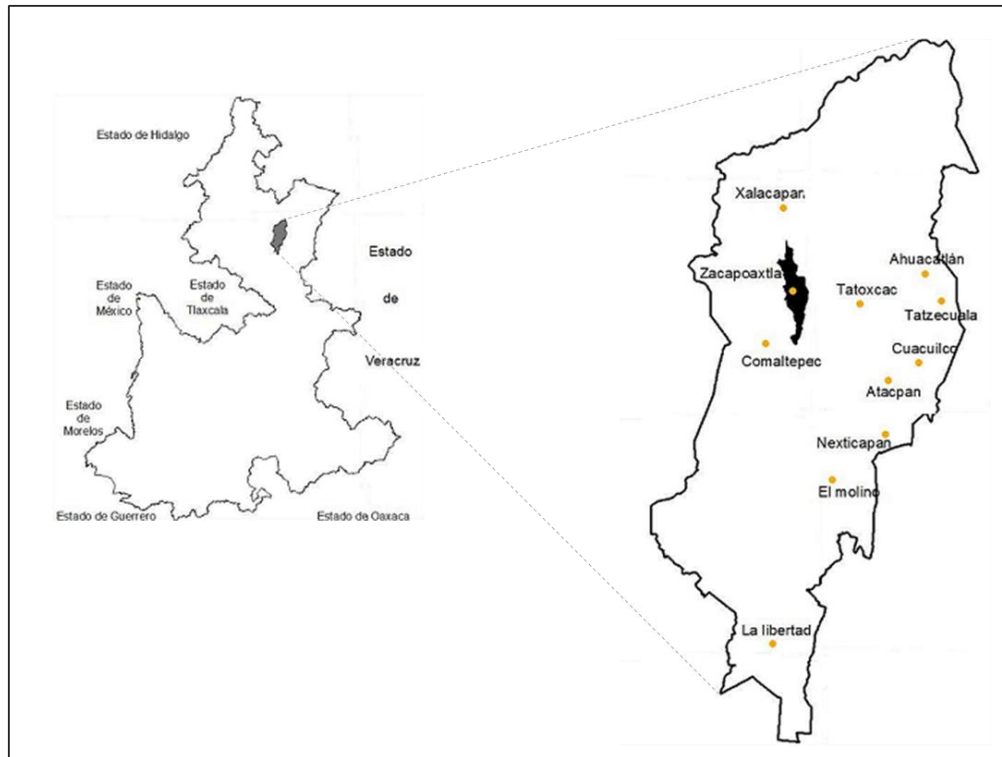 Estado de Hidalgo
Estado
de
México
Estado
de
Tlaxcala
Estado
de
Veracruz
Estado
de
Morelos
Estado de Guerrero
Estado de Oaxaca
Xalacapar.
Zacapoaxtla
Ahuacatlán
Tatoxcac
Tatzecuala
Comaltepec
Cuacuilco
Atacpan
Nexticapan
El molino
La libertad